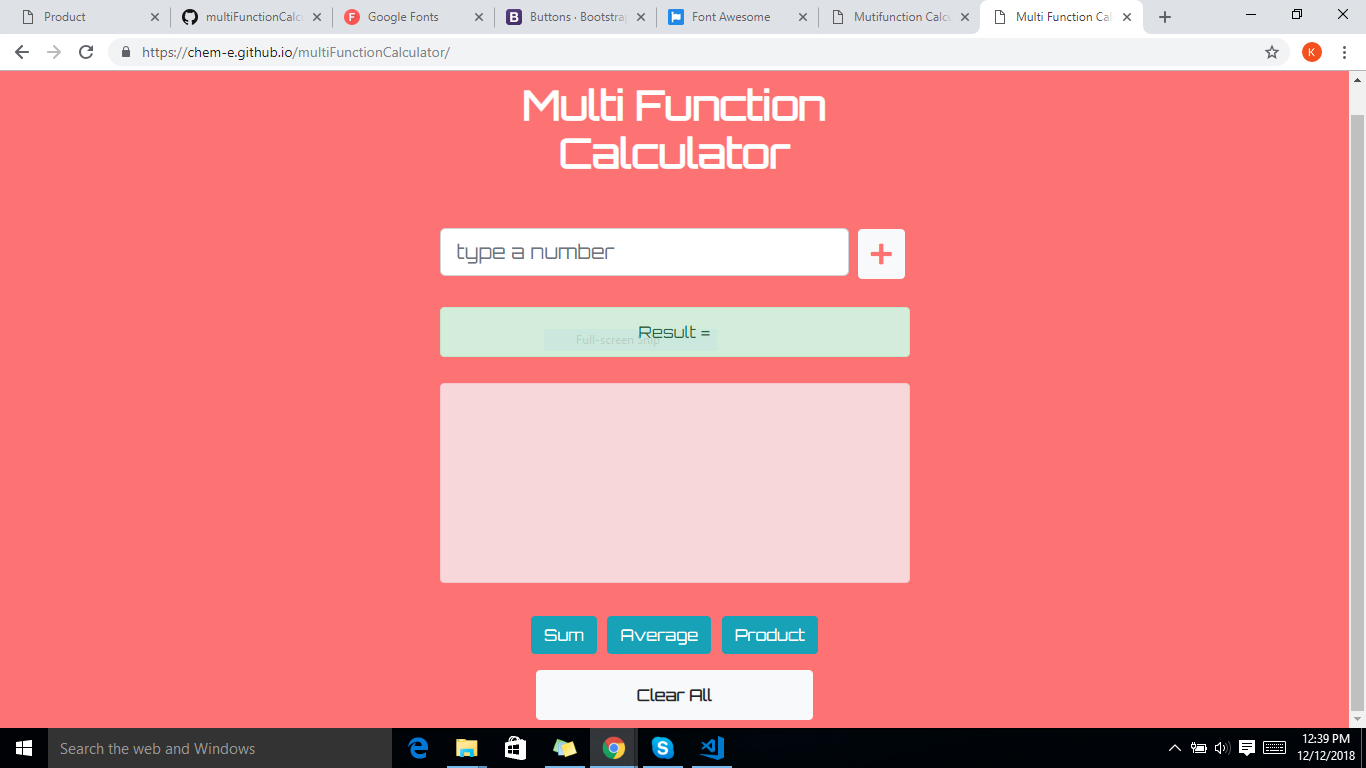 Product
multiFunctionCalc
Google Fonts
Buttons · Bootstrap
Font Awesome
Mutifunction Calcu
Multi Function Cal
https://chem-e.github.io/multiFunctionCalculator/
K
Multi Function
Calculator
type a number
Result =
Full-screen Snip
Sum
Average
Product
Clear All
Search the web and Windows
12:39 PM
12/12/2018